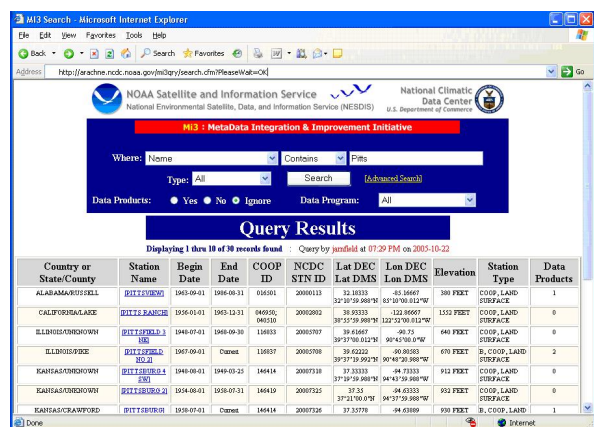 MI3 Search - Microsoft Internet Explorer
File Edit View Favorites Tools Help
Back Search Favorites
Address http://arachne.ncdc.noaa.gov/mi3qry/search.cfm?PleaseWait=OK Go
NOAA Satellite and Information Service
National Environmental Satellite, Data, and Information Service (NESDIS)
National Climatic
Data Center
U.S. Department of Commerce
Mi3 : MetaData Integration & Improvement Initiative
Where: Name Contains Pitts
Type: All Search [Advanced Search]
Data Products: Yes No Ignore Data Program: All
Query Results
Displaying 1 thru 10 of 30 records found : Query by jarnfield at 07:29 PM on 2005-10-22
Country or State/County Station Name Begin Date End Date COOP ID NCDC STN ID Lat DEC Lat DMS Lon DEC Lon DMS Elevation Station Type Data Products
ALABAMA/RUSSELL [PITTSVIEW] 1963-09-01 1986-08-31 016501 20000113 32.18333 32°10'59.988"N -85.16667 85°10'00.012"W 380 FEET COOP, LAND SURFACE 1
CALIFORNIA/LAKE [PITTS RANCH] 1956-01-01 1963-12-31 046950; 040510 20002802 38.93333 38°55'59.988"N -122.86667 122°52'00.012"W 1552 FEET COOP, LAND SURFACE 0
ILLINOIS/UNKNOWN [PITTSFIELD 3 NE] 1940-07-01 1960-09-30 116833 20005707 39.61667 39°37'00.012"N -90.75 90°45'00.0"W 640 FEET COOP, LAND SURFACE 0
ILLINOIS/PIKE [PITTSFIELD NO 2] 1967-09-01 Current 116837 20005708 39.62222 39°37'19.992"N -90.80583 90°48'20.988"W 670 FEET B, COOP, LAND SURFACE 2
KANSAS/UNKNOWN [PITTSBURG 4 SW] 1948-08-01 1949-03-25 146414 20007318 37.33333 37°19'59.988"N -94.73333 94°43'59.988"W 912 FEET COOP, LAND SURFACE 0
KANSAS/UNKNOWN [PITTSBURG 2] 1954-08-01 1958-07-31 146419 20007325 37.35 37°21'00.0"N -94.63333 94°37'59.988"W 932 FEET COOP, LAND SURFACE 0
KANSAS/CRAWFORD [PITTSBURG] 1958-07-01 Current 146414 20007326 37.35778 -94.63889 930 FEET B, COOP, LAND 1
Done Internet